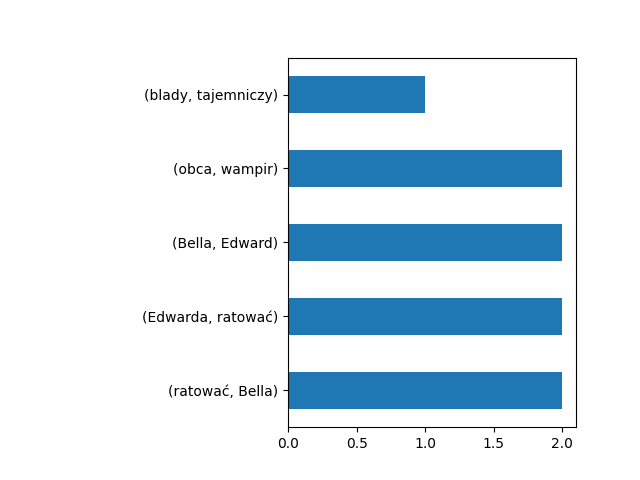 (blady, tajemniczy)
(obca, wampir)
(Bella, Edward)
(Edwarda, ratować)
(ratować, Bella)
0.0 0.5 1.0 1.5 2.0